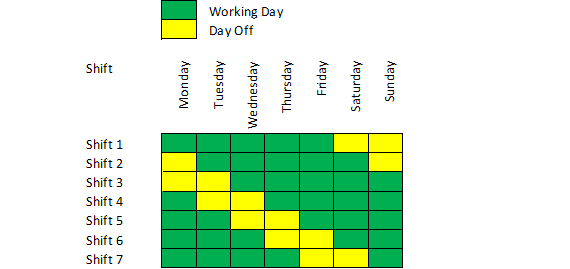 Working Day
Day Off
Shift
Monday
Tuesday
Wednesday
Thursday
Friday
Saturday
Sunday
Shift 1
Shift 2
Shift 3
Shift 4
Shift 5
Shift 6
Shift 7